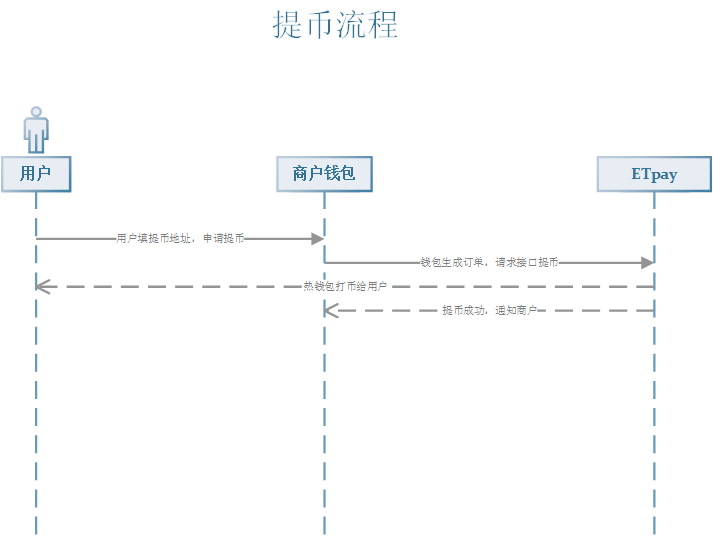 提币流程
用户
商户钱包
ETpay
用户填提币地址，申请提币
钱包生成订单，请求接口提币
热钱包打币给用户
提币成功，通知商户